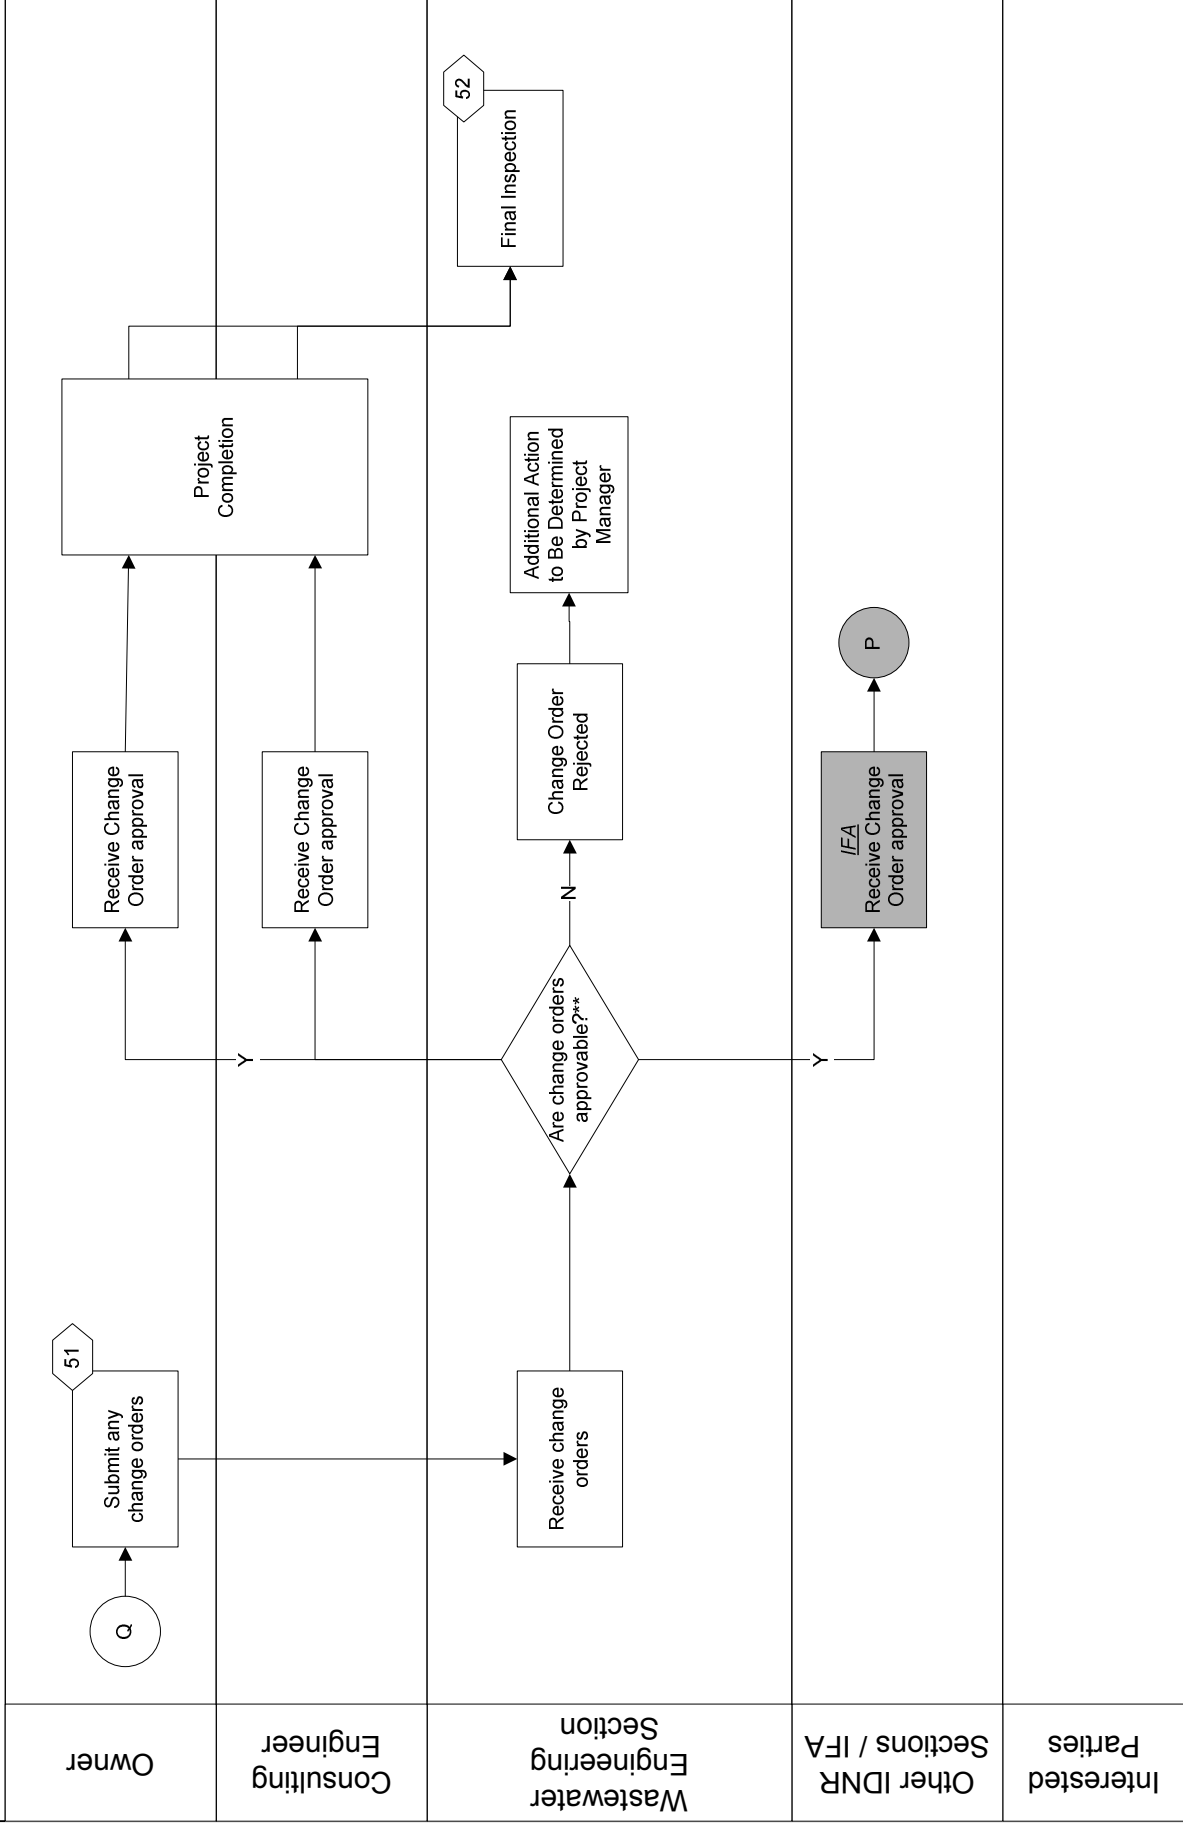 Owner
Q
Submit any
change orders
51
Receive Change
Order approval
Project
Completion
Consulting
Engineer
Y
Receive Change
Order approval
Wastewater
Engineering
Section
Receive change
orders
Are change orders
approvable?**
N
Change Order
Rejected
Additional Action
to Be Determined
by Project
Manager
Final Inspection
52
Other IDNR
Sections / IFA
Y
IFA
Receive Change
Order approval
P
Interested
Parties